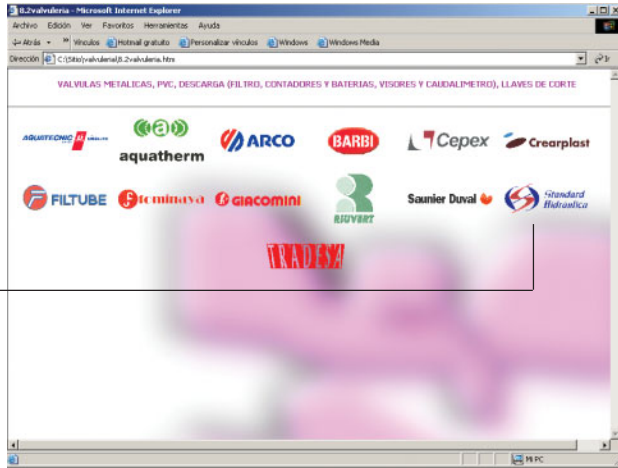 8.2valvuleria - Microsoft Internet Explorer
Archivo Edición Ver Favoritos Herramientas Ayuda
Atrás » Vínculos Hotmail gratuito Personalizar vínculos Windows Windows Media
Dirección C:\Sitio\valvuleria\8.2valvuleria.htm Ir
VALVULAS METALICAS, PVC, DESCARGA (FILTRO, CONTADORES Y BATERIAS, VISORES Y CAUDALIMETRO), LLAVES DE CORTE
AQUATECNIC aquatherm ARCO BARBI Cepex Crearplast
FILTUBE fominaya GIACOMINI RIUVERT Saunier Duval Standard Hidraulica
TRADESA
Mi PC